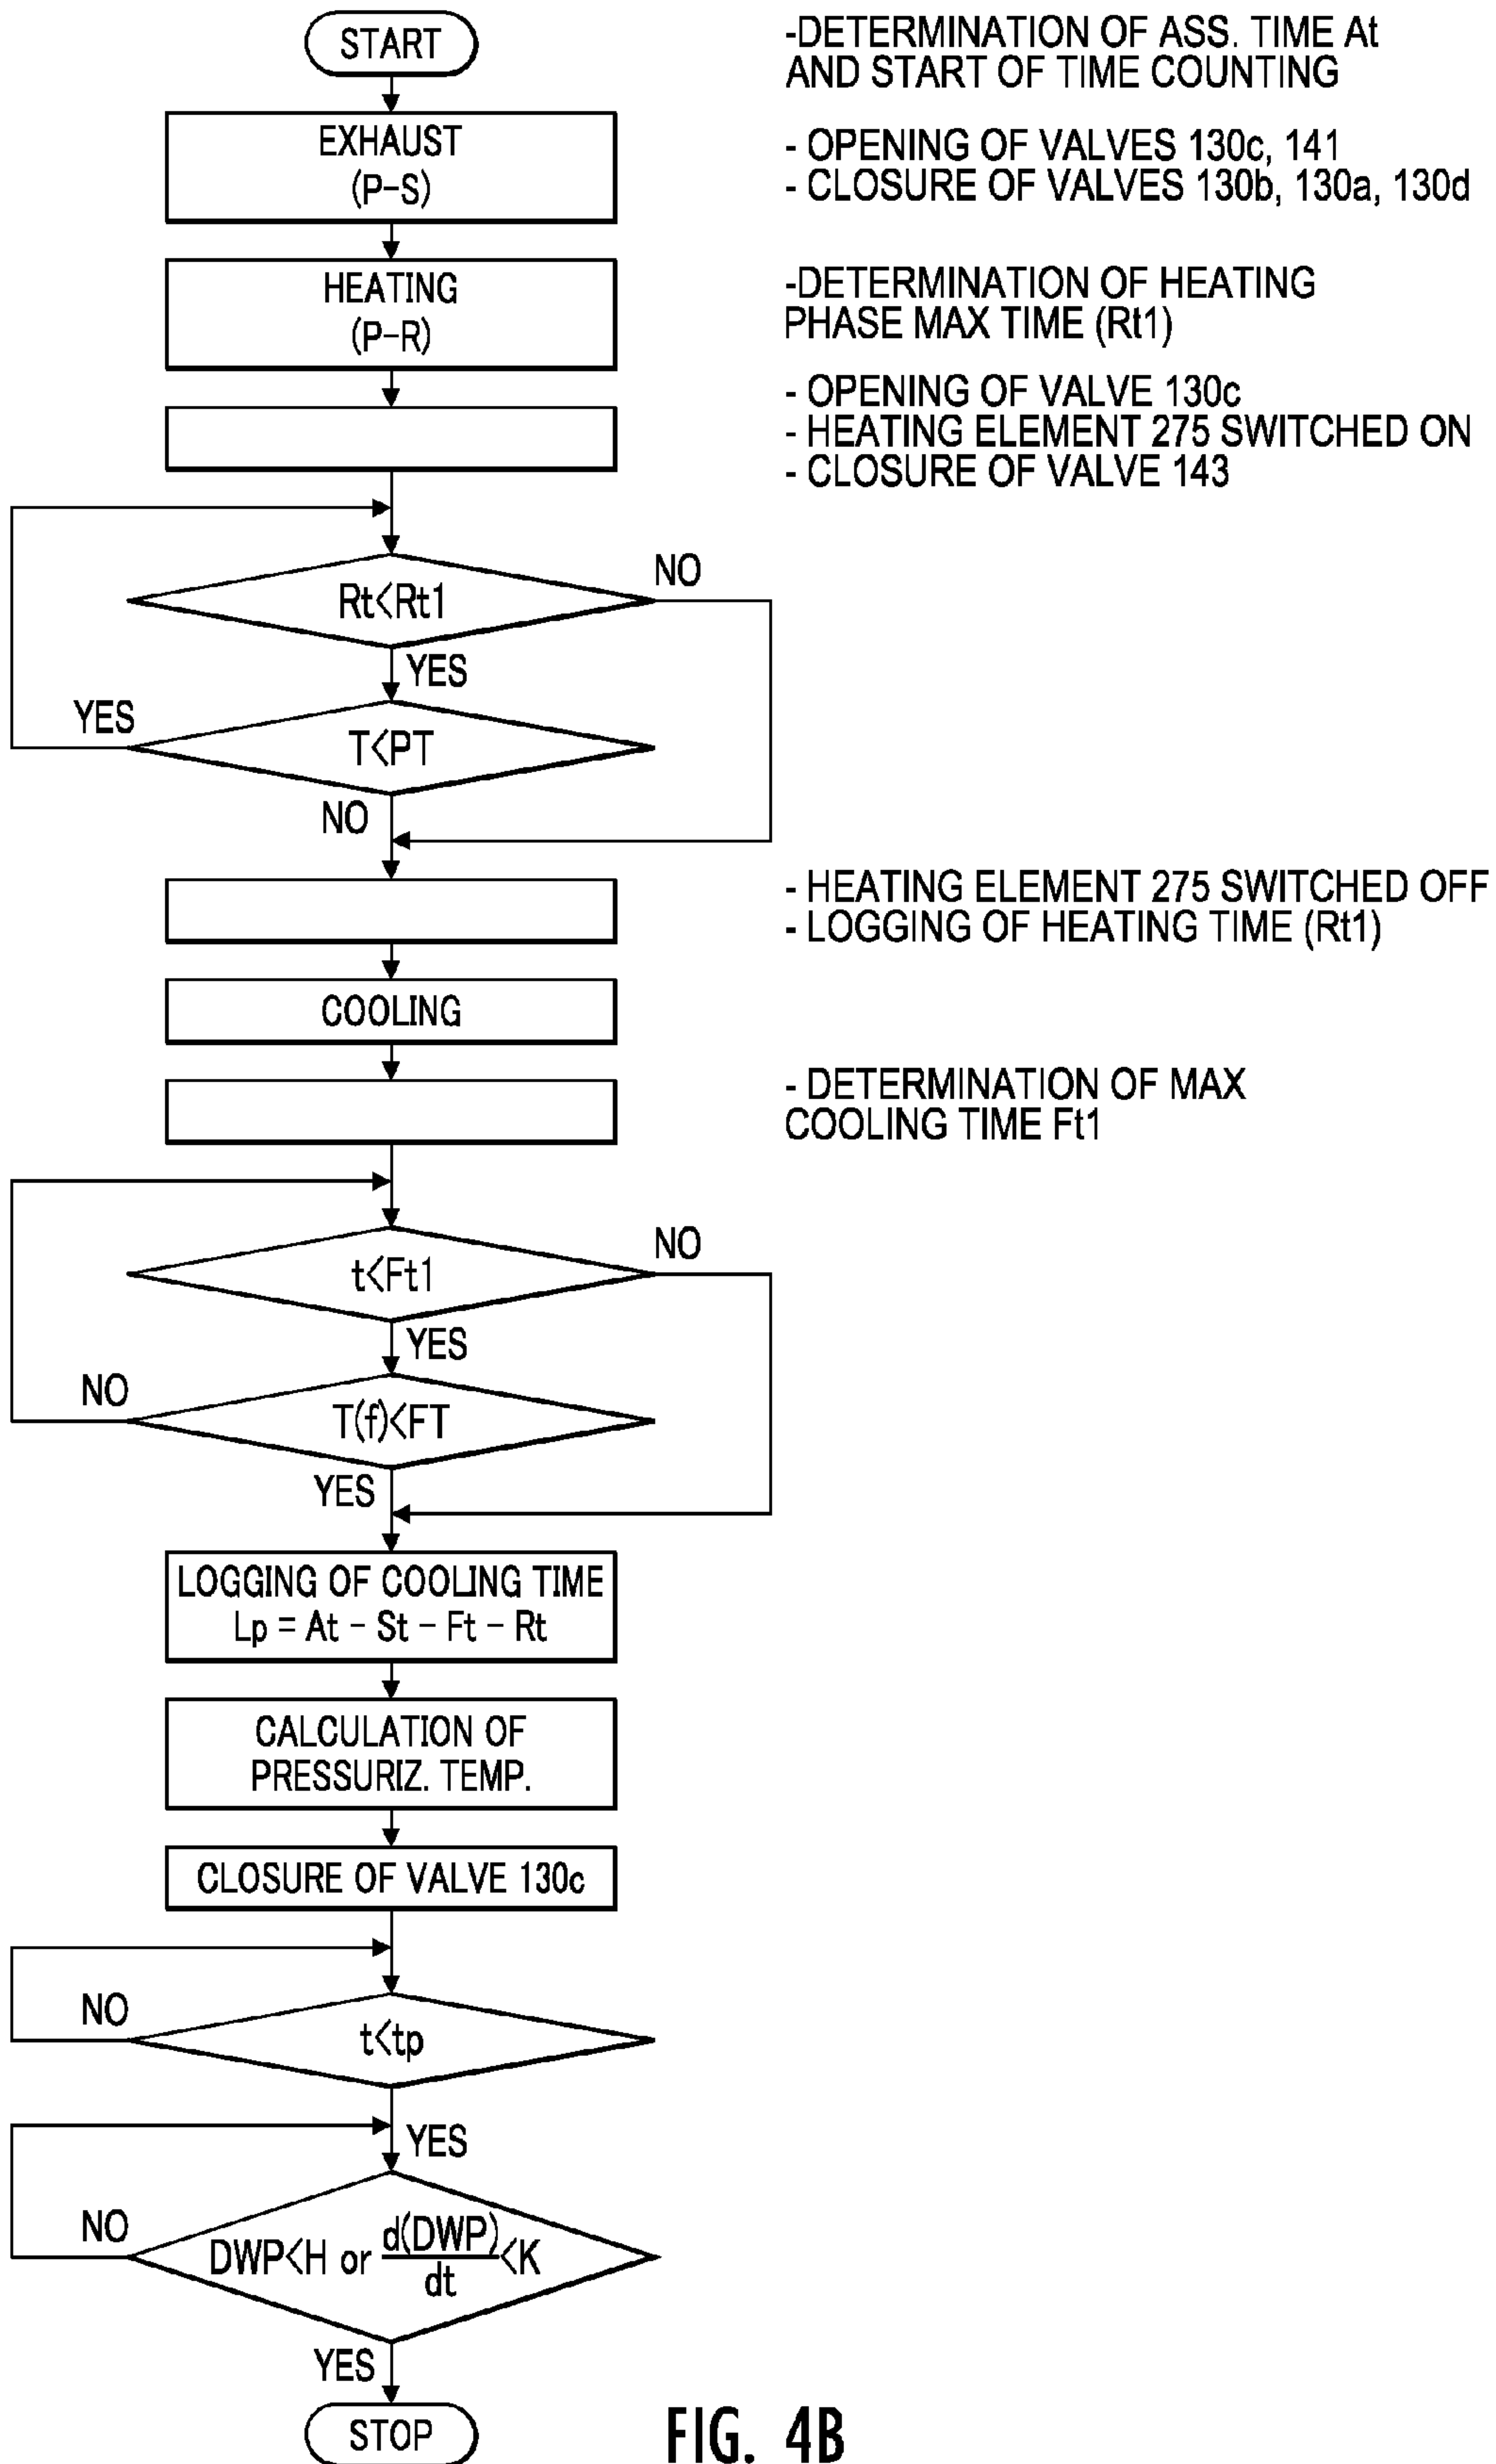 START
-DETERMINATION OF ASS. TIME At
AND START OF TIME COUNTING
EXHAUST
(P-S)
- OPENING OF VALVES 130c, 141
- CLOSURE OF VALVES 130b, 130a, 130d
HEATING
(P-R)
-DETERMINATION OF HEATING
PHASE MAX TIME (Rt1)
- OPENING OF VALVE 130c
- HEATING ELEMENT 275 SWITCHED ON
- CLOSURE OF VALVE 143
Rt<Rt1
NO
YES
YES
T<PT
NO
- HEATING ELEMENT 275 SWITCHED OFF
- LOGGING OF HEATING TIME (Rt1)
COOLING
- DETERMINATION OF MAX
COOLING TIME Ft1
t<Ft1
NO
YES
NO
T(f)<FT
YES
LOGGING OF COOLING TIME
Lp = At - St - Ft - Rt
CALCULATION OF
PRESSURIZ. TEMP.
CLOSURE OF VALVE 130c
NO
t<tp
YES
NO
DWP<H or d(DWP)/dt <K
YES
STOP
FIG. 4B